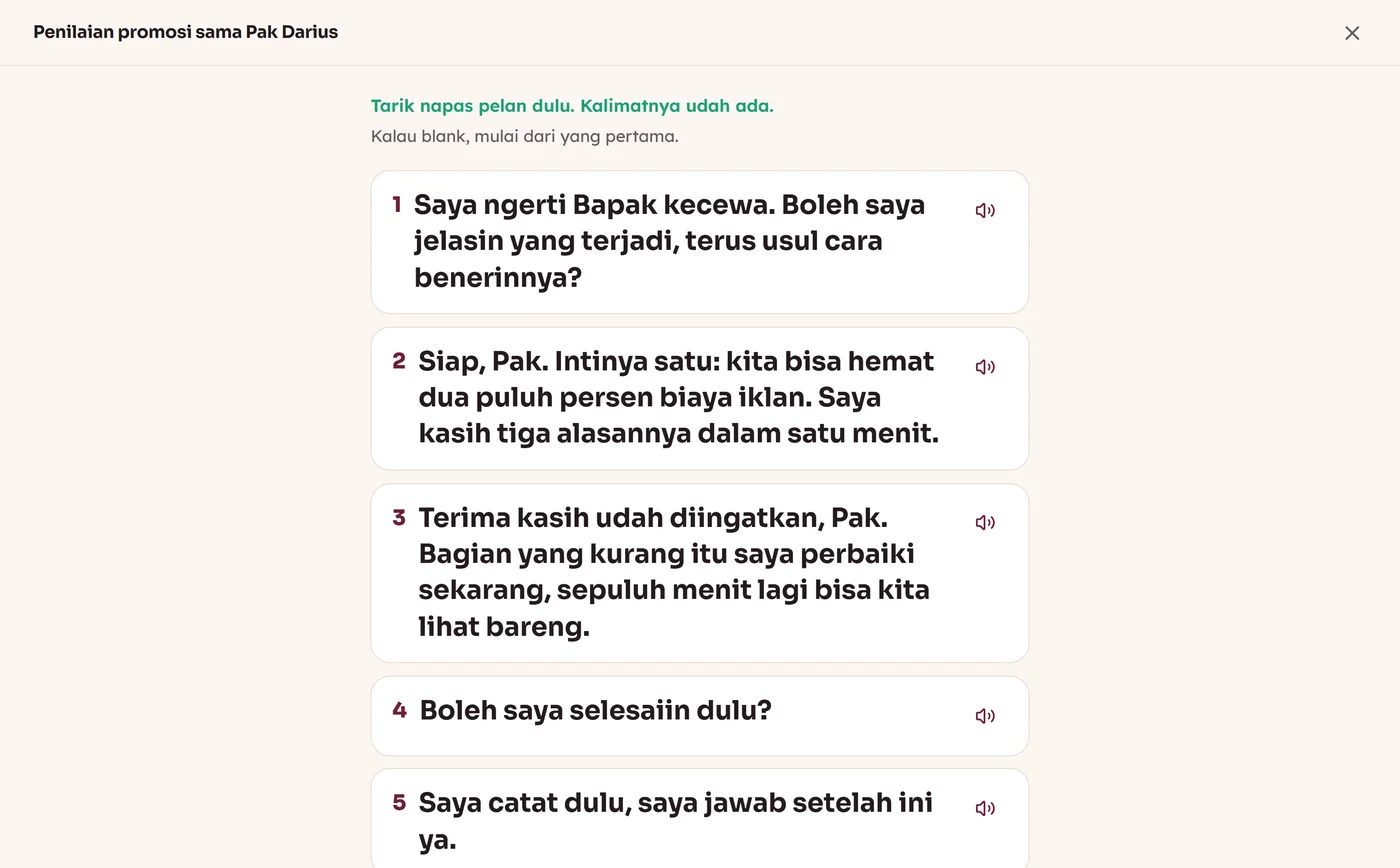 Penilaian promosi sama Pak Darius
Tarik napas pelan dulu. Kalimatnya udah ada.
Kalau blank, mulai dari yang pertama.
1 Saya ngerti Bapak kecewa. Boleh saya
jelasin yang terjadi, terus usul cara
benerinnya?
2 Siap, Pak. Intinya satu: kita bisa hemat
dua puluh persen biaya iklan. Saya
kasih tiga alasannya dalam satu menit.
3 Terima kasih udah diingatkan, Pak.
Bagian yang kurang itu saya perbaiki
sekarang, sepuluh menit lagi bisa kita
lihat bareng.
4 Boleh saya selesaiin dulu?
5 Saya catat dulu, saya jawab setelah ini
ya.